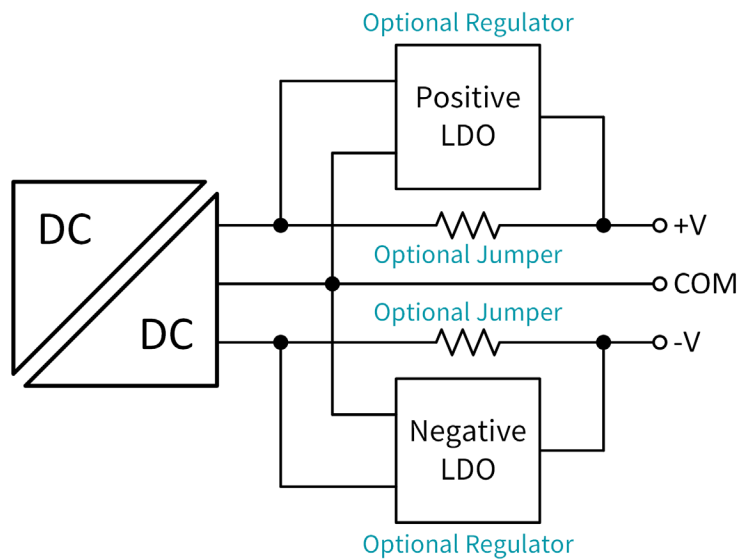 Optional Regulator
Positive
LDO
DC
+V
Optional Jumper
COM
Optional Jumper
DC
-V
Negative
LDO
Optional Regulator